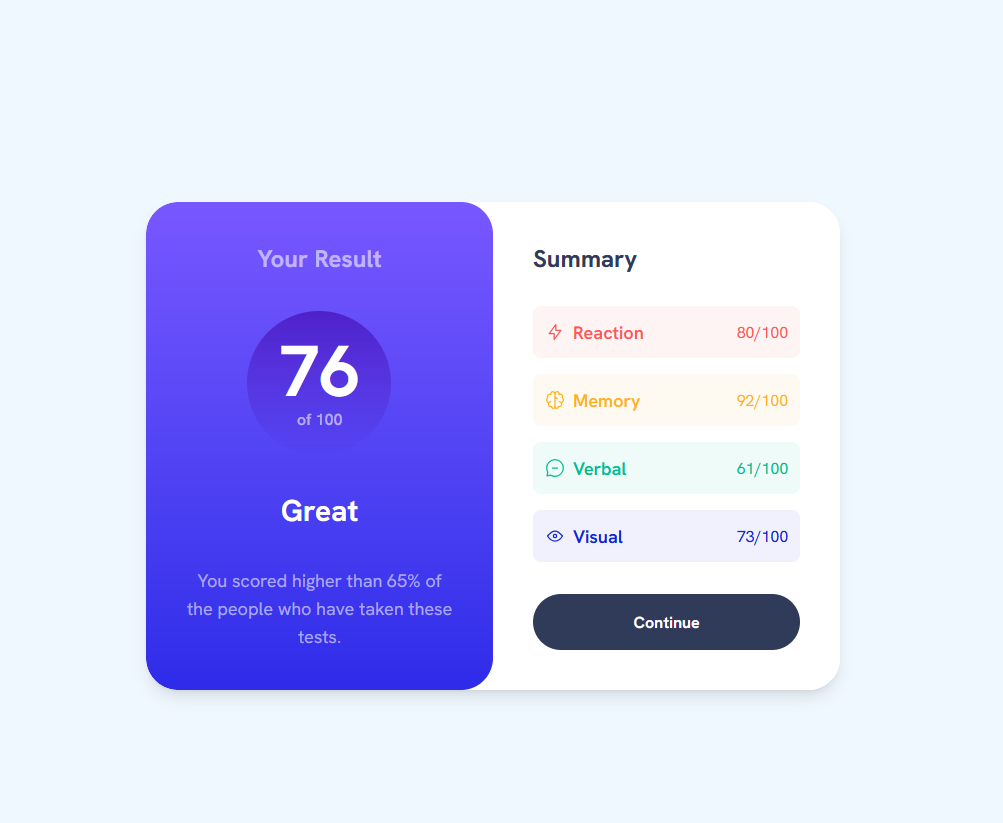 Your Result
76
of 100
Great
You scored higher than 65% of
the people who have taken these
tests.
Summary
Reaction 80/100
Memory 92/100
Verbal 61/100
Visual 73/100
Continue